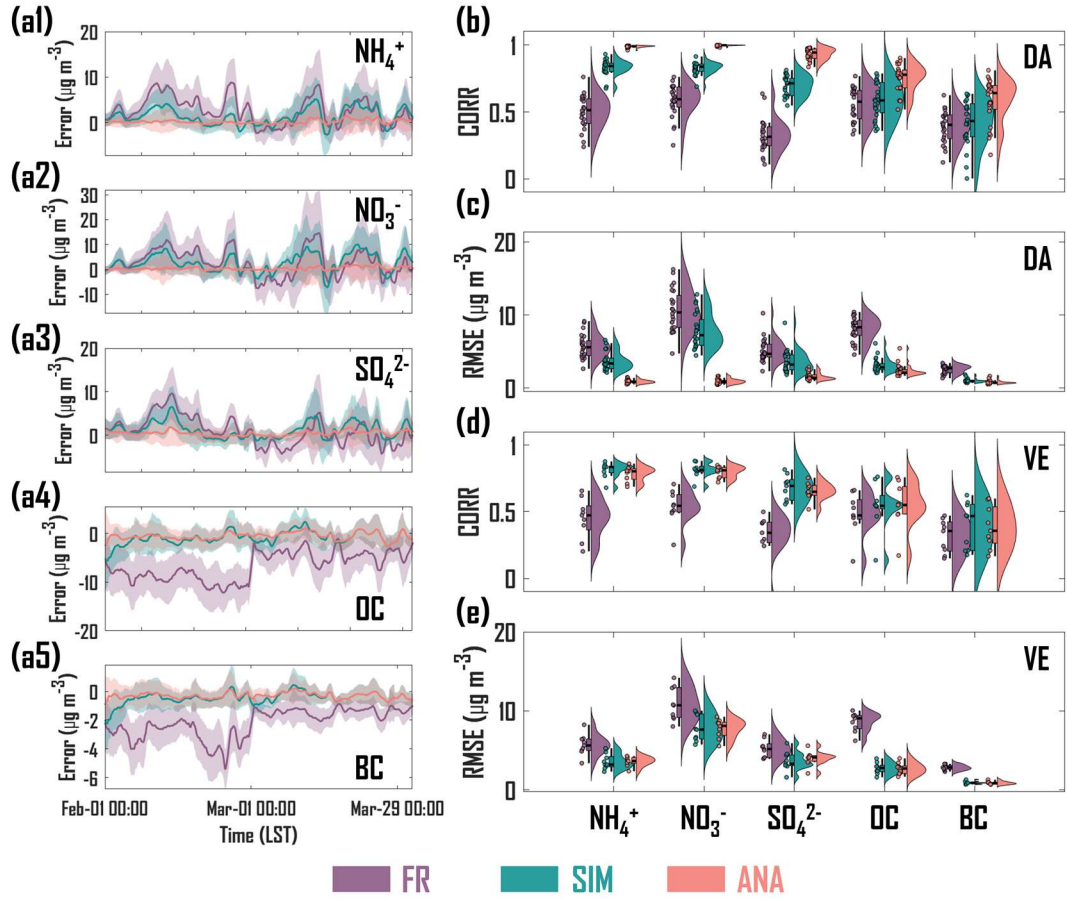 (a1)
20
10
0
Error (µg m⁻³)
NH₄⁺
(a2)
30
20
10
0
-10
Error (µg m⁻³)
NO₃⁻
(a3)
20
10
0
Error (µg m⁻³)
SO₄²⁻
(a4)
0
-10
-20
Error (µg m⁻³)
OC
(a5)
0
-2
-4
-6
Error (µg m⁻³)
BC
Feb-01 00:00 Mar-01 00:00 Mar-29 00:00
Time (LST)
(b)
1
0.5
0
CORR
DA
(c)
20
10
0
RMSE (µg m⁻³)
DA
(d)
1
0.5
0
CORR
VE
(e)
20
10
0
RMSE (µg m⁻³)
VE
NH₄⁺ NO₃⁻ SO₄²⁻ OC BC
FR SIM ANA